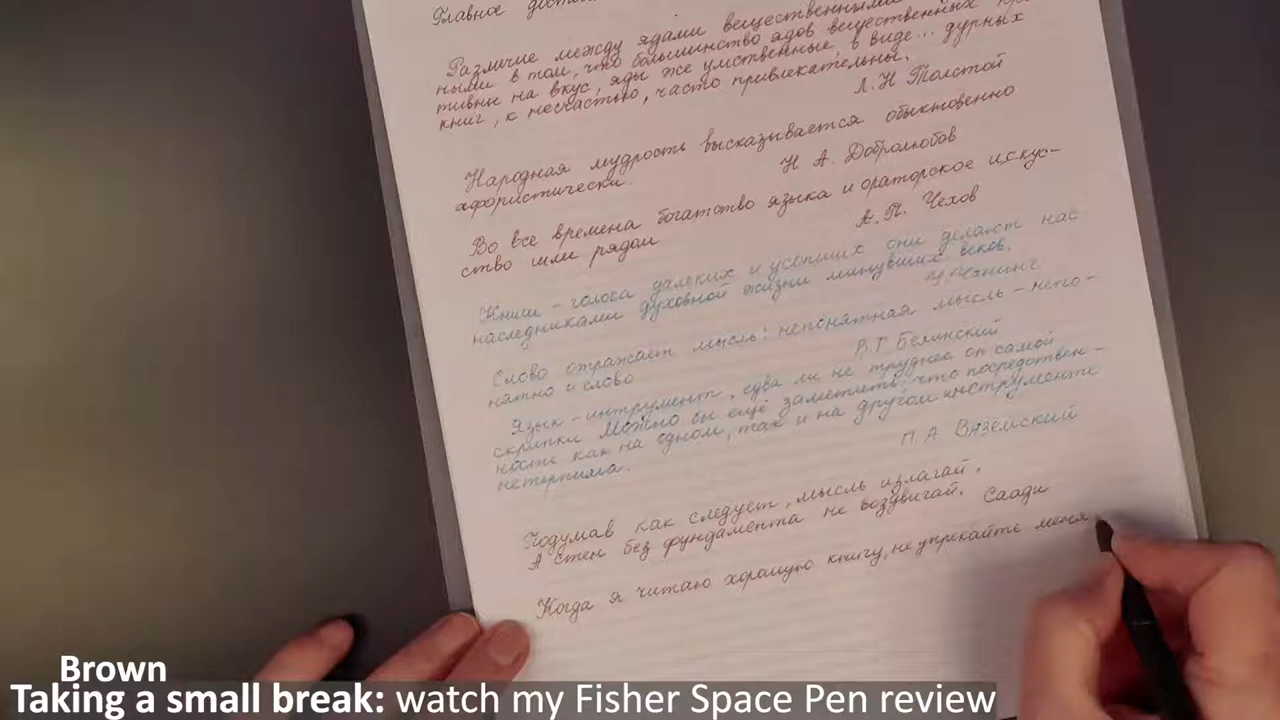 Главное
Различие между ядами вещественными
ными в том, что большинство ядов вещественных про
тивны на вкус, яды же умственные, в виде... дурных
книг, к несчастью, часто привлекательны.
Л. Н Толстой
Народная мудрость высказывается обыкновенно
афористически.
Н А. Добролюбов
Во все времена богатство языка и ораторское искус-
ство шли рядом
А. П. Чехов
Книги - голоса далеких и усопших они делают нас
наследниками духовной жизни минувших веков.
У. Чанинг
Слово отражает мысль: непонятная мысль - непо-
нятно и слово
В. Г. Белинский
Язык - интрумент, едва ли не труднее он самой
скрипки Можно бы ещё заметить, что посредствен-
ность как на одном, так и на другом инструменте
нетерпима.
П. А. Вяземский
Подумав как следует, мысль излагай,
А стен без фундамента не воздвигай. Саади
Когда я читаю хорошую книгу, не упрекайте меня
Brown
Taking a small break: watch my Fisher Space Pen review